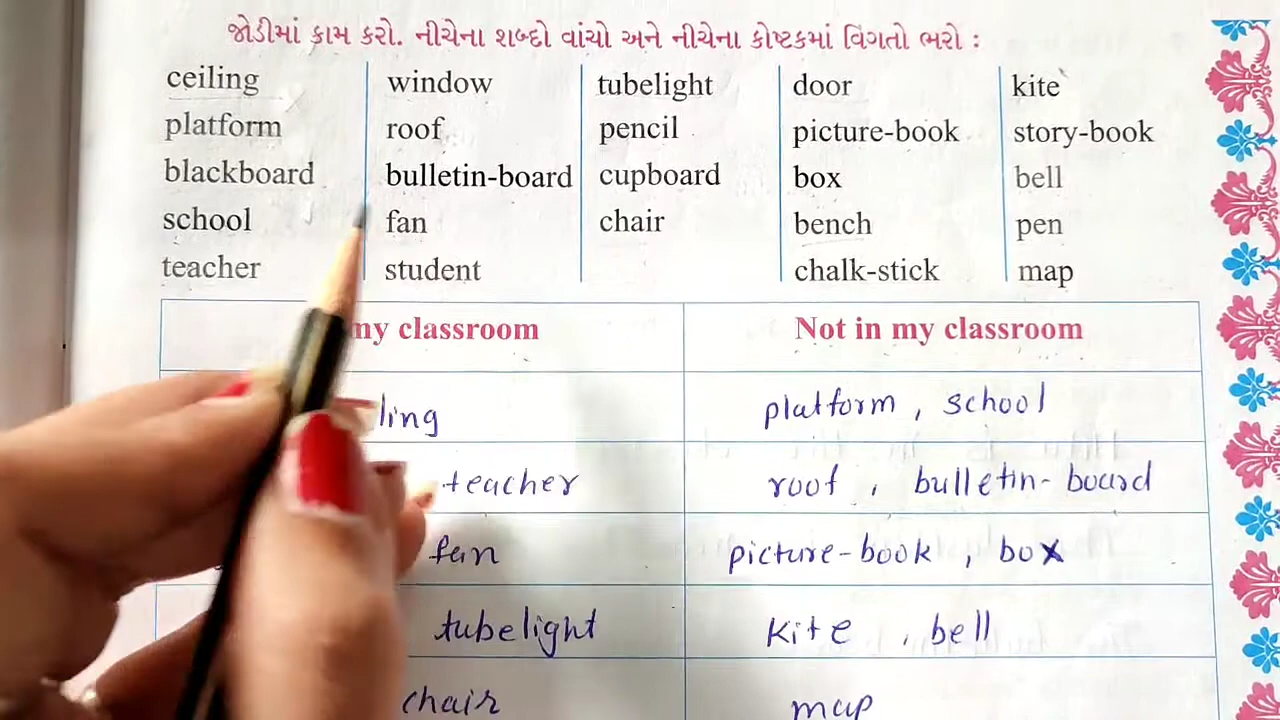 જોડીમાં કામ કરો. નીચેના શબ્દો વાંચો અને નીચેના કોષ્ટકમાં વિગતો ભરો :
ceiling window tubelight door kite
platform roof pencil picture-book story-book
blackboard bulletin-board cupboard box bell
school fan chair bench pen
teacher student chalk-stick map
my classroom Not in my classroom
ling platform , school
teacher roof , bulletin-board
fan picture-book , box
tubelight kite , bell
chair map